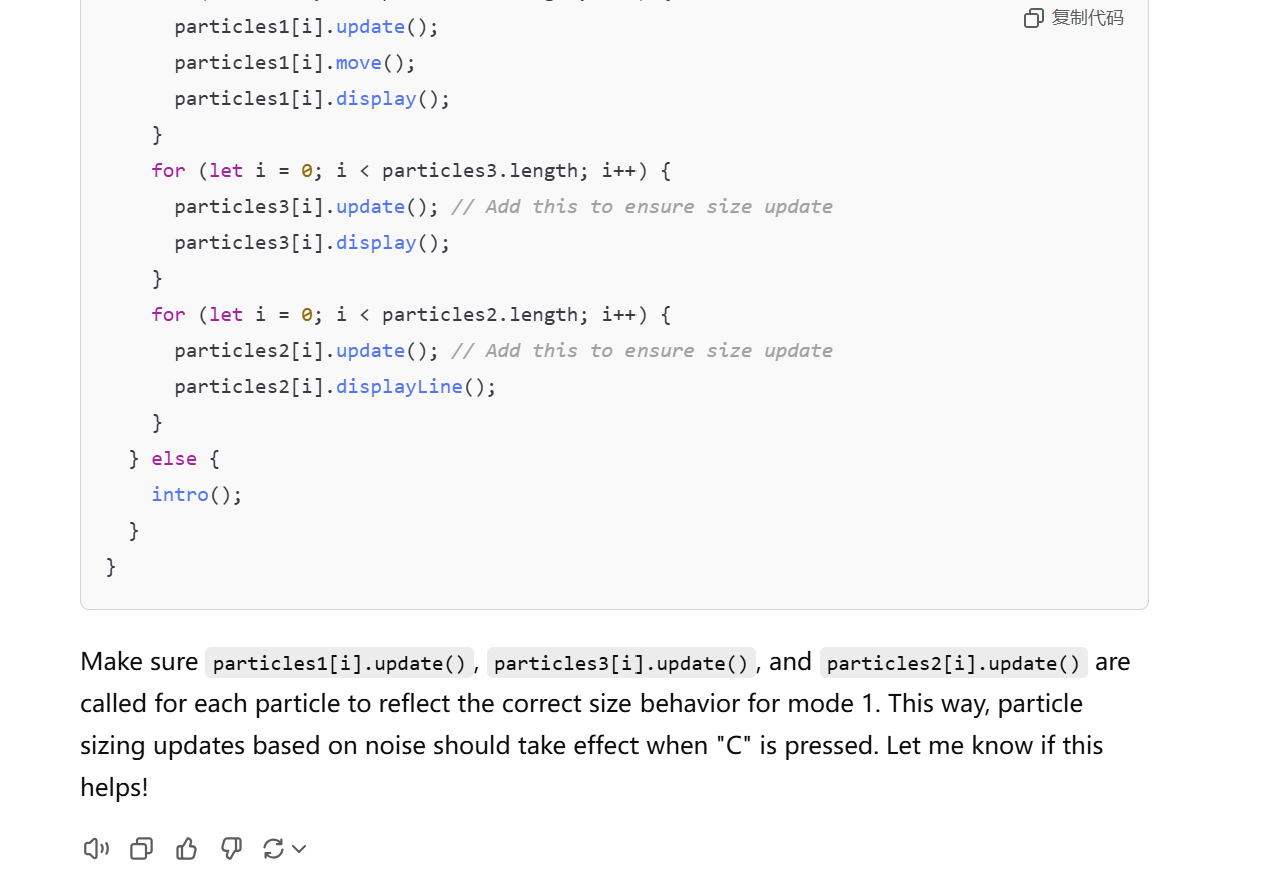 particles1[i].update();
复制代码
particles1[i].move();
particles1[i].display();
}
for (let i = 0; i < particles3.length; i++) {
particles3[i].update(); // Add this to ensure size update
particles3[i].display();
}
for (let i = 0; i < particles2.length; i++) {
particles2[i].update(); // Add this to ensure size update
particles2[i].displayLine();
}
} else {
intro();
}
}
Make sure particles1[i].update(), particles3[i].update(), and particles2[i].update() are
called for each particle to reflect the correct size behavior for mode 1. This way, particle
sizing updates based on noise should take effect when "C" is pressed. Let me know if this
helps!